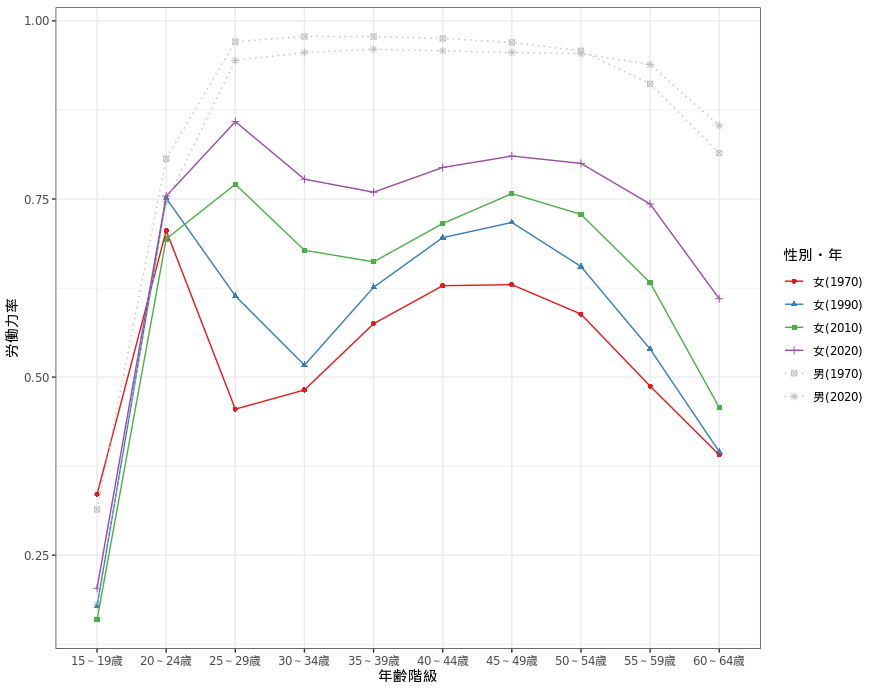 1.00
0.75
0.50
0.25
労働力率
15～19歳
20～24歳
25～29歳
30～34歳
35～39歳
40～44歳
45～49歳
50～54歳
55～59歳
60～64歳
年齢階級
性別・年
女(1970)
女(1990)
女(2010)
女(2020)
男(1970)
男(2020)